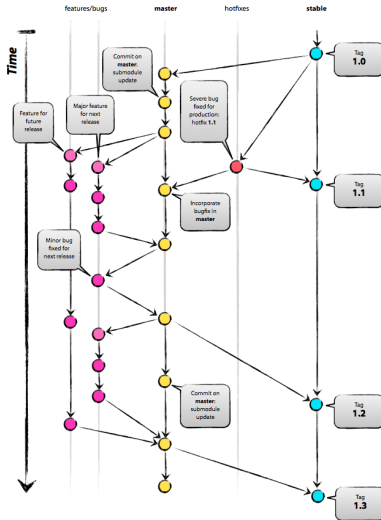 features/bugs
master
hotfixes
stable
Time
Commit on
master:
submodule
update
Tag
1.0
Major feature
for next
release
Feature for
future
release
Severe bug
fixed for
production:
hotfix 1.1
Tag
1.1
Incorporate
bugfix in
master
Minor bug
fixed for
next release
Commit on
master:
submodule
update
Tag
1.2
Tag
1.3